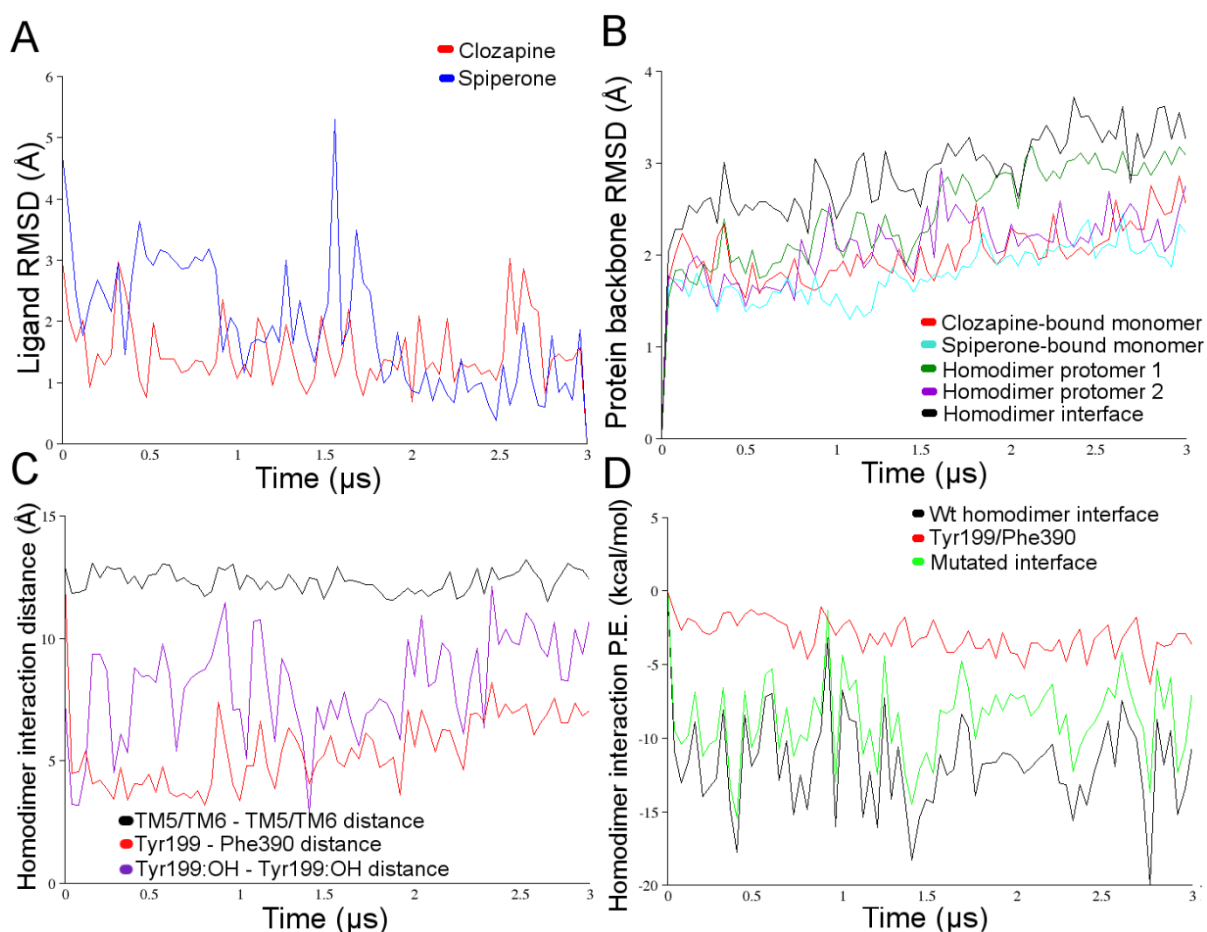 A
Clozapine
Spiperone
Ligand RMSD (Å)
6
5
4
3
2
1
0
0
0.5
1
1.5
2
2.5
3
Time (µs)
B
Protein backbone RMSD (Å)
4
3
2
1
0
Clozapine-bound monomer
Spiperone-bound monomer
Homodimer protomer 1
Homodimer protomer 2
Homodimer interface
0
0.5
1
1.5
2
2.5
3
Time (µs)
C
Homodimer interaction distance (Å)
15
10
5
0
TM5/TM6 - TM5/TM6 distance
Tyr199 - Phe390 distance
Tyr199:OH - Tyr199:OH distance
0
0.5
1
1.5
2
2.5
3
Time (µs)
D
Wt homodimer interface
Tyr199/Phe390
Mutated interface
Homodimer interaction P.E. (kcal/mol)
5
0
-5
-10
-15
-20
0
0.5
1
1.5
2
2.5
3
Time (µs)